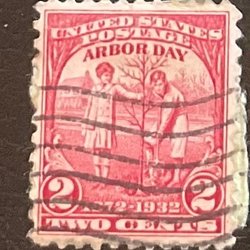 UNITED STATES
POSTAGE
ARBOR DAY
2 1872-1932 2
TWO CENTS